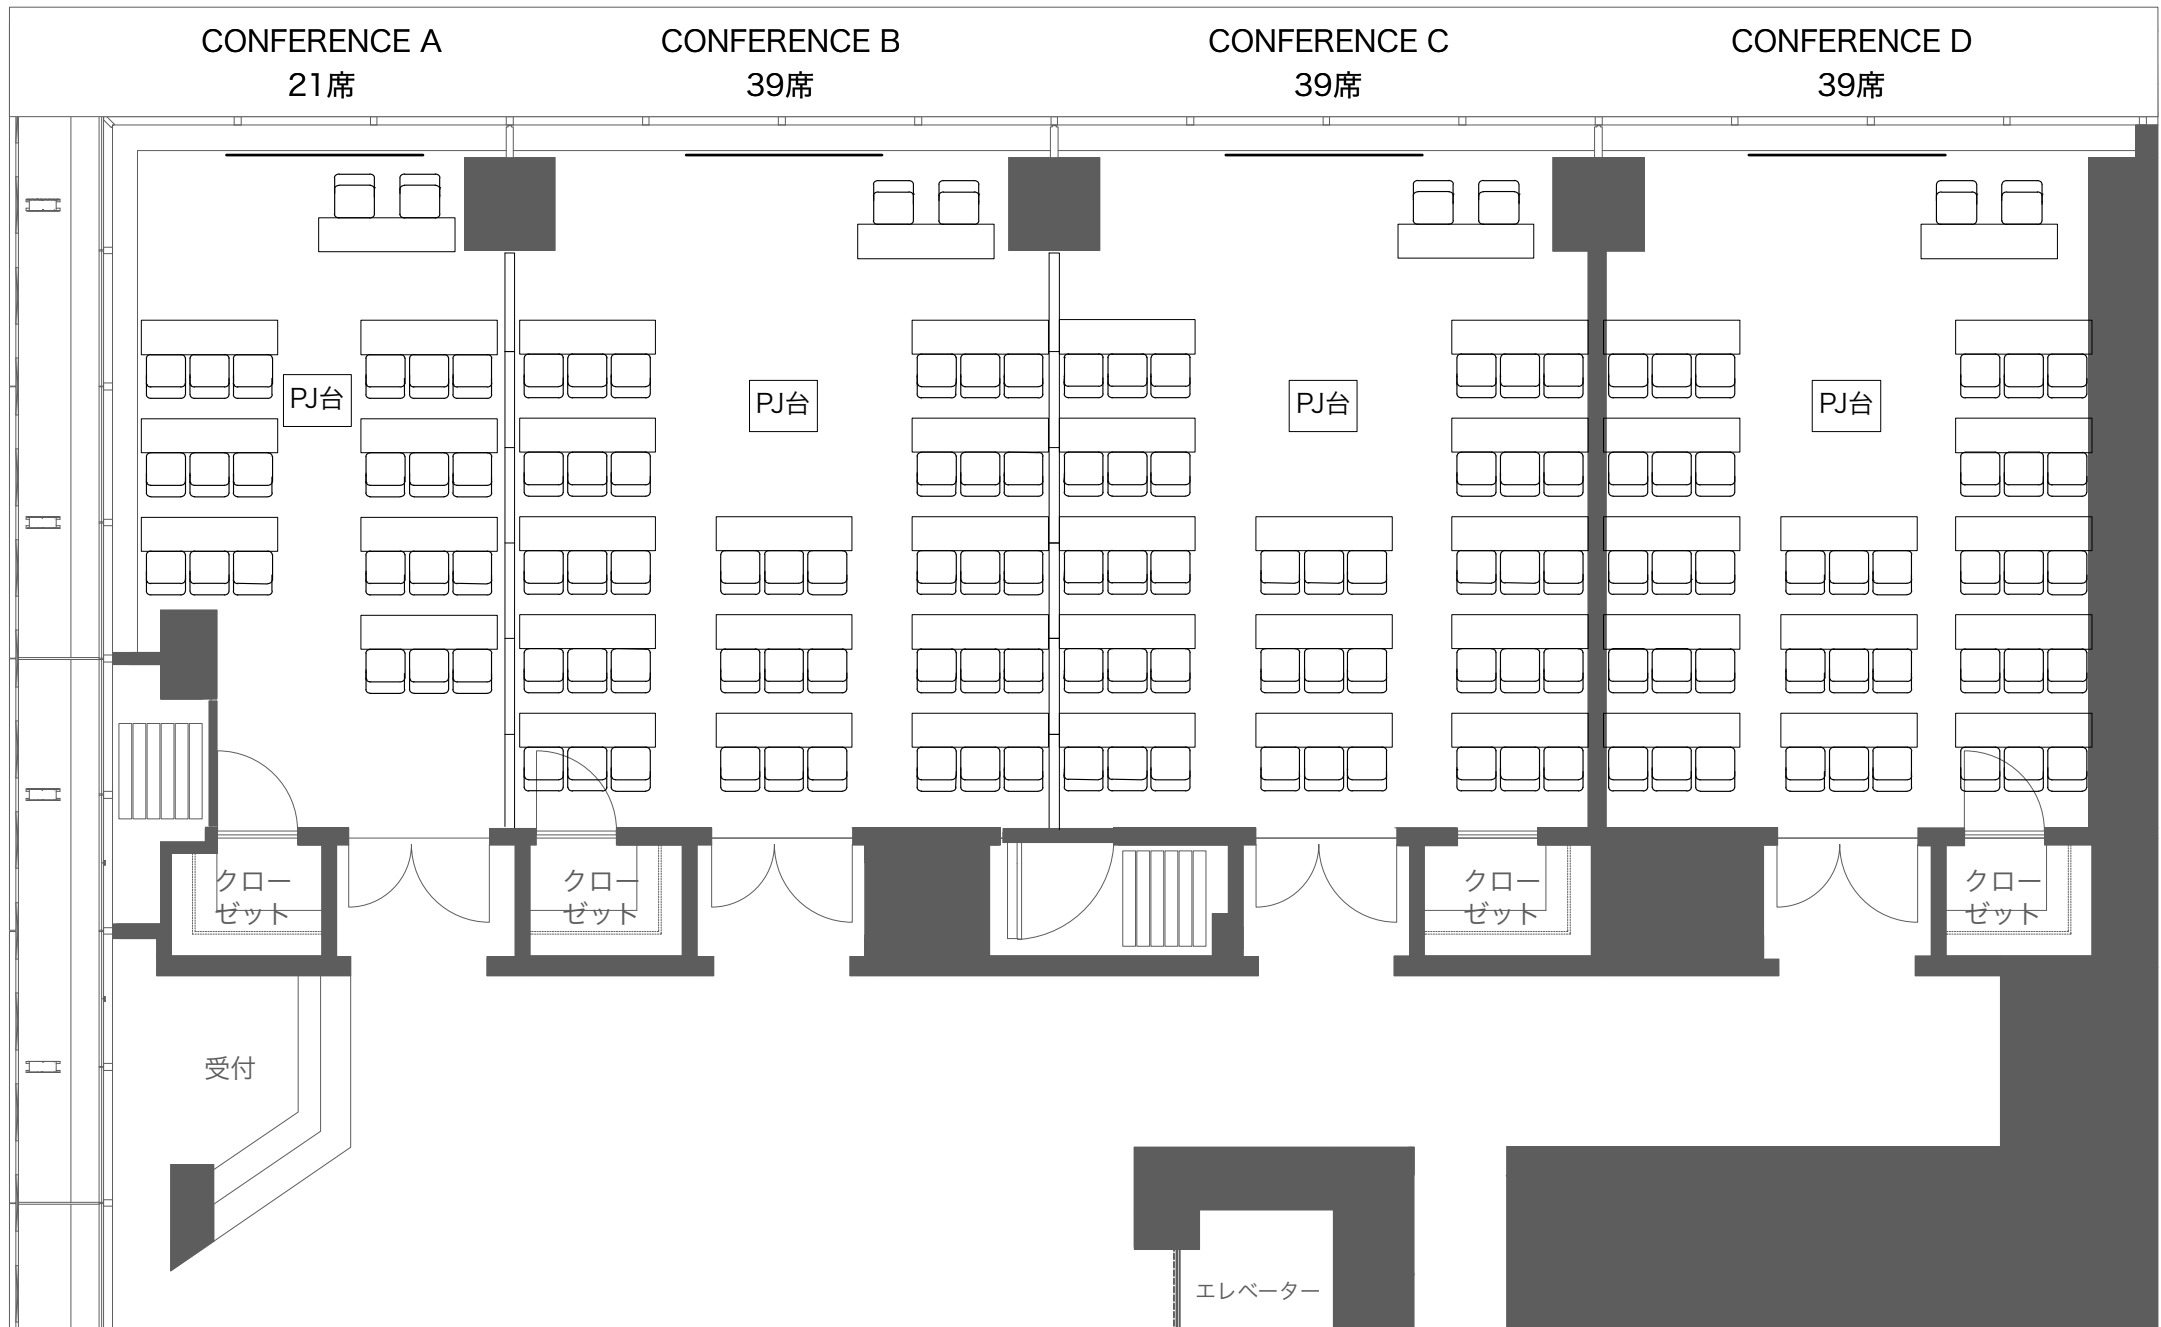 CONFERENCE A
21席
CONFERENCE B
39席
CONFERENCE C
39席
CONFERENCE D
39席
PJ台
PJ台
PJ台
PJ台
クロー
ゼット
クロー
ゼット
クロー
ゼット
クロー
ゼット
受付
エレベーター